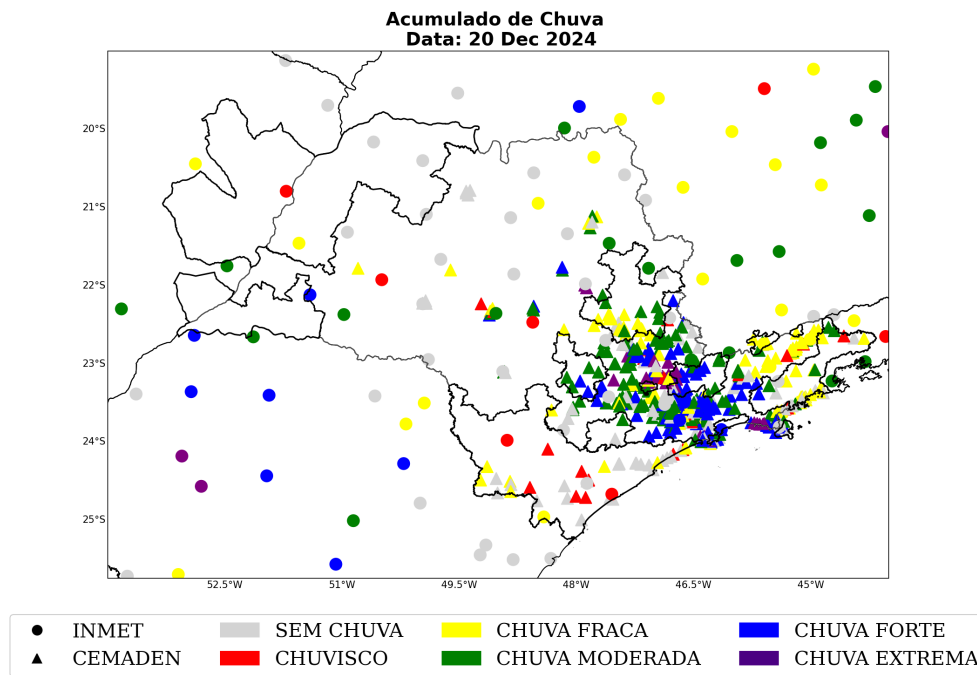 Acumulado de Chuva
Data: 20 Dec 2024
20°S
21°S
22°S
23°S
24°S
25°S
52.5°W 51°W 49.5°W 48°W 46.5°W 45°W
INMET SEM CHUVA CHUVA FRACA CHUVA FORTE
CEMADEN CHUVISCO CHUVA MODERADA CHUVA EXTREMA